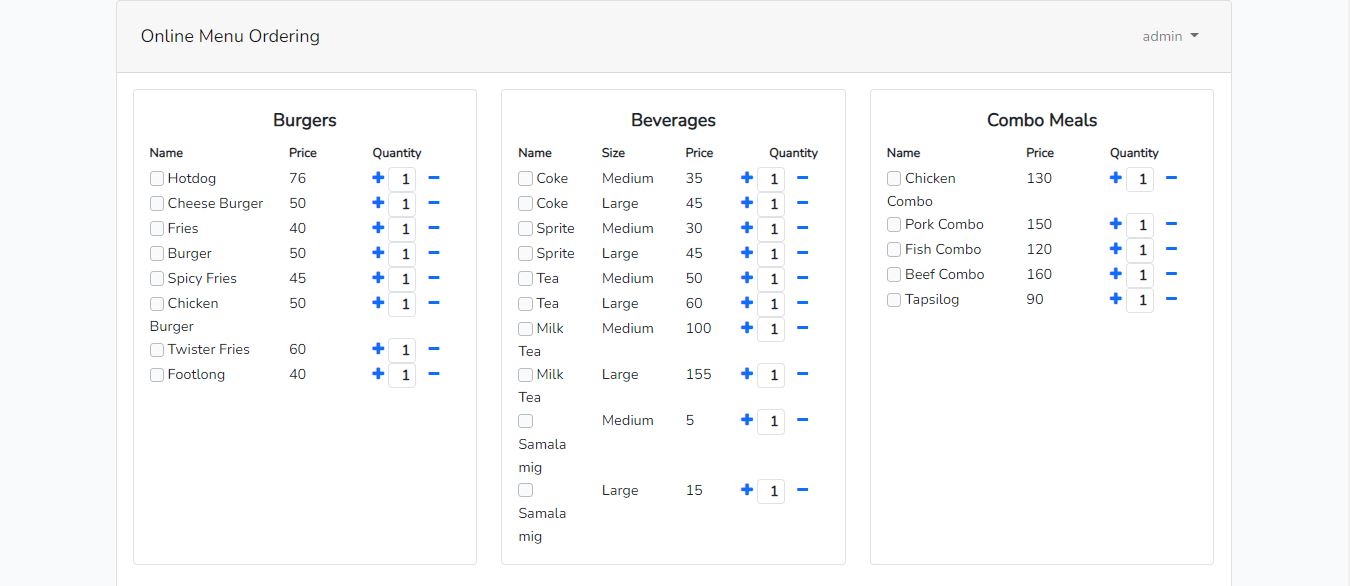 Online Menu Ordering
admin
Burgers
Name Price Quantity
Hotdog 76 1
Cheese Burger 50 1
Fries 40 1
Burger 50 1
Spicy Fries 45 1
Chicken 50 1
Burger
Twister Fries 60 1
Footlong 40 1
Beverages
Name Size Price Quantity
Coke Medium 35 1
Coke Large 45 1
Sprite Medium 30 1
Sprite Large 45 1
Tea Medium 50 1
Tea Large 60 1
Milk Medium 100 1
Tea
Milk Large 155 1
Tea
Medium 5 1
Samala
mig
Large 15 1
Samala
mig
Combo Meals
Name Price Quantity
Chicken 130 1
Combo
Pork Combo 150 1
Fish Combo 120 1
Beef Combo 160 1
Tapsilog 90 1